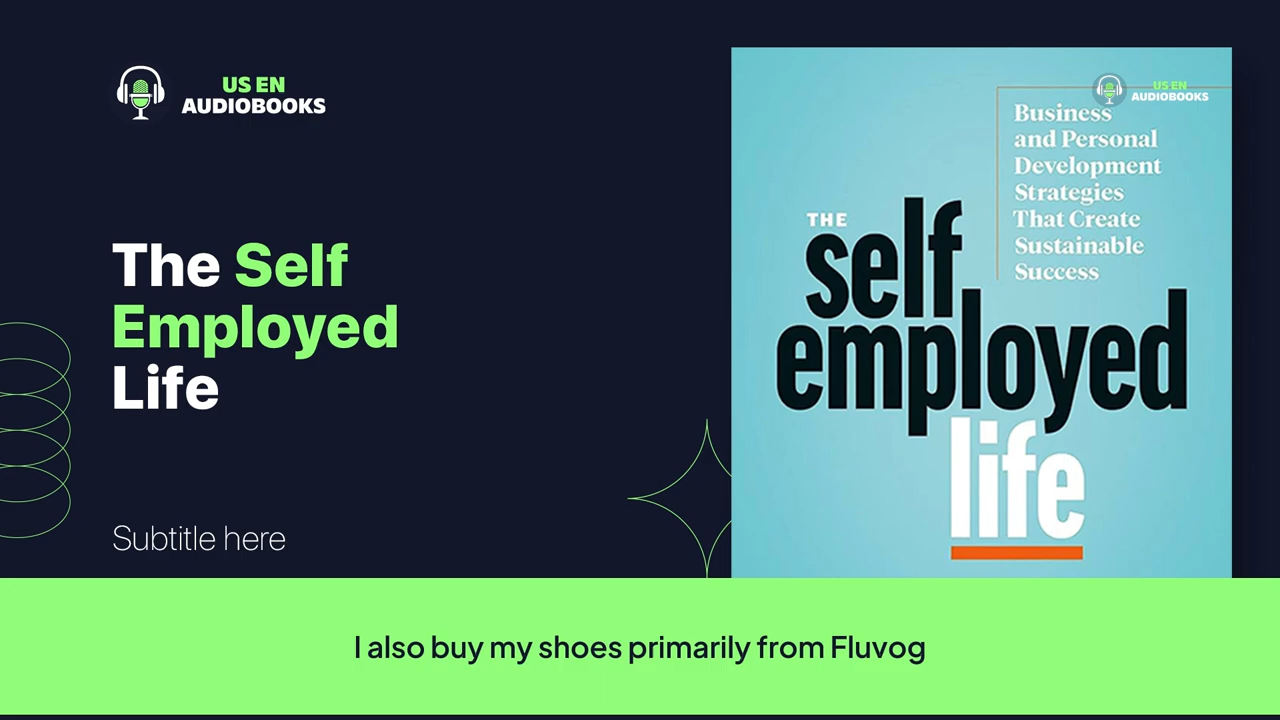 US EN
AUDIOBOOKS
The Self
Employed
Life
Subtitle here
US EN
AUDIOBOOKS
Business
and Personal
Development
Strategies
That Create
Sustainable
Success
THE
self
employed
life
I also buy my shoes primarily from Fluvog